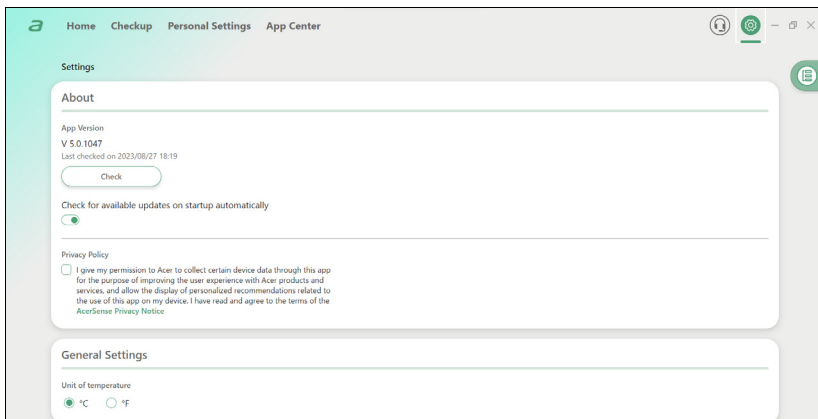 a Home Checkup Personal Settings App Center
Settings
About
App Version
V 5.0.1047
Last checked on 2023/08/27 18:19
Check
Check for available updates on startup automatically
Privacy Policy
I give my permission to Acer to collect certain device data through this app
for the purpose of improving the user experience with Acer products and
services, and allow the display of personalized recommendations related to
the use of this app on my device. I have read and agree to the terms of the
AcerSense Privacy Notice
General Settings
Unit of temperature
°C °F